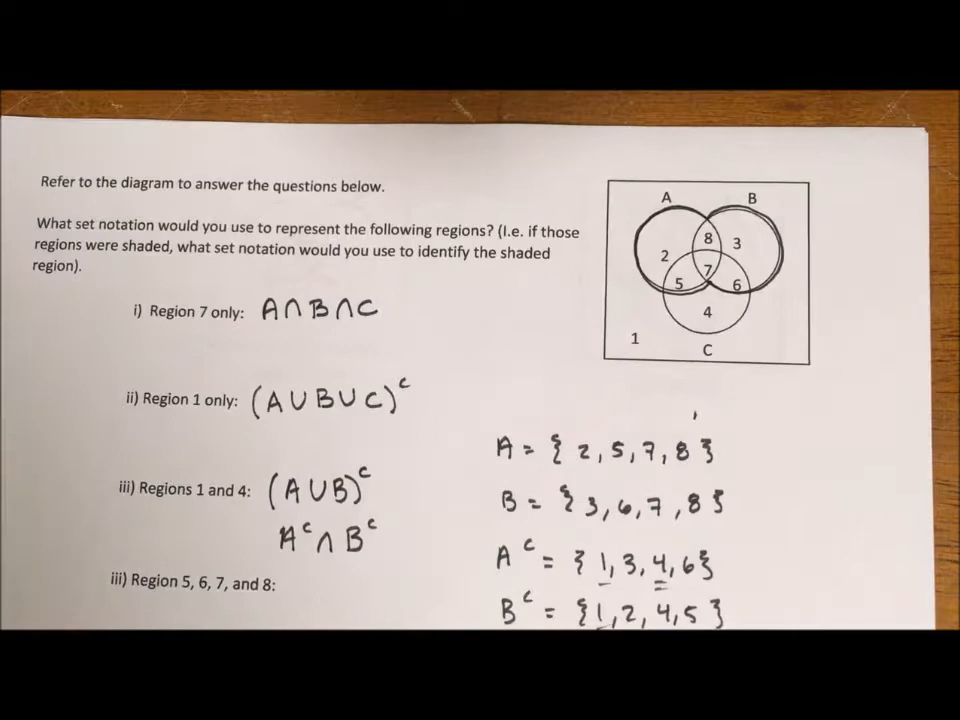 Refer to the diagram to answer the questions below.
What set notation would you use to represent the following regions? (I.e. if those
regions were shaded, what set notation would you use to identify the shaded
region).
i) Region 7 only: A∩B∩C
ii) Region 1 only: (A∪B∪C)ᶜ
iii) Regions 1 and 4: (A∪B)ᶜ
Aᶜ∩Bᶜ
iii) Region 5, 6, 7, and 8:
A B
8 3
2
7
5 6
4
1
C
A = {2,5,7,8}
B = {3,6,7,8}
Aᶜ = {1,3,4,6}
Bᶜ = {1,2,4,5}